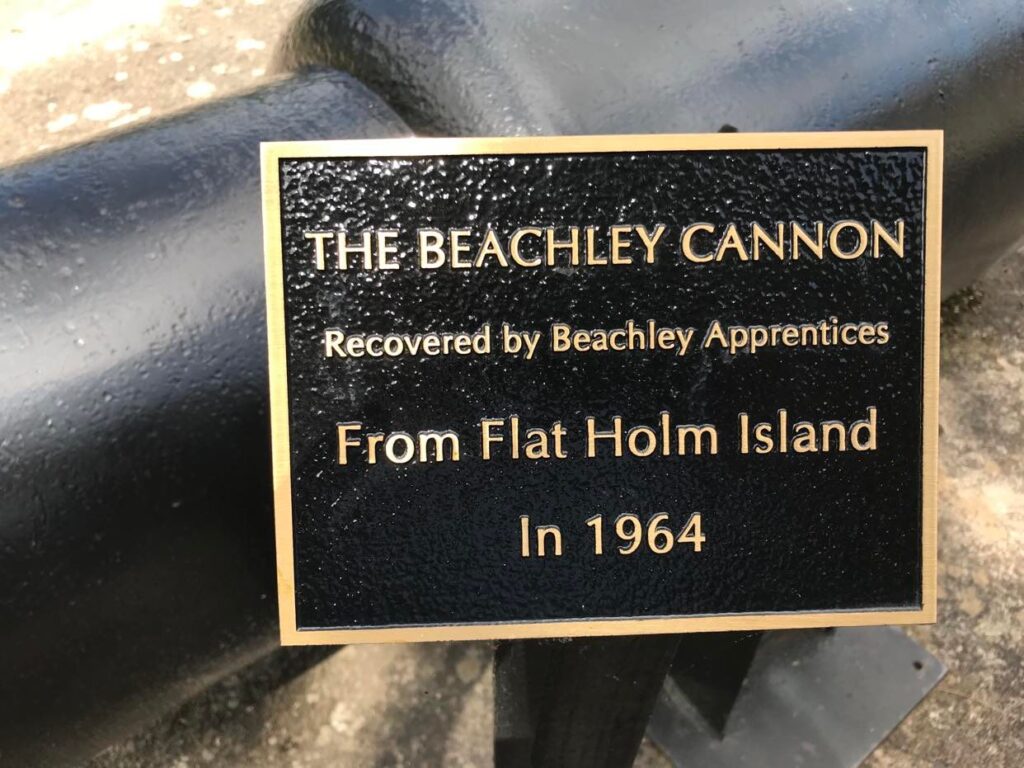 THE BEACHLEY CANNON
Recovered by Beachley Apprentices
From Flat Holm Island
In 1964